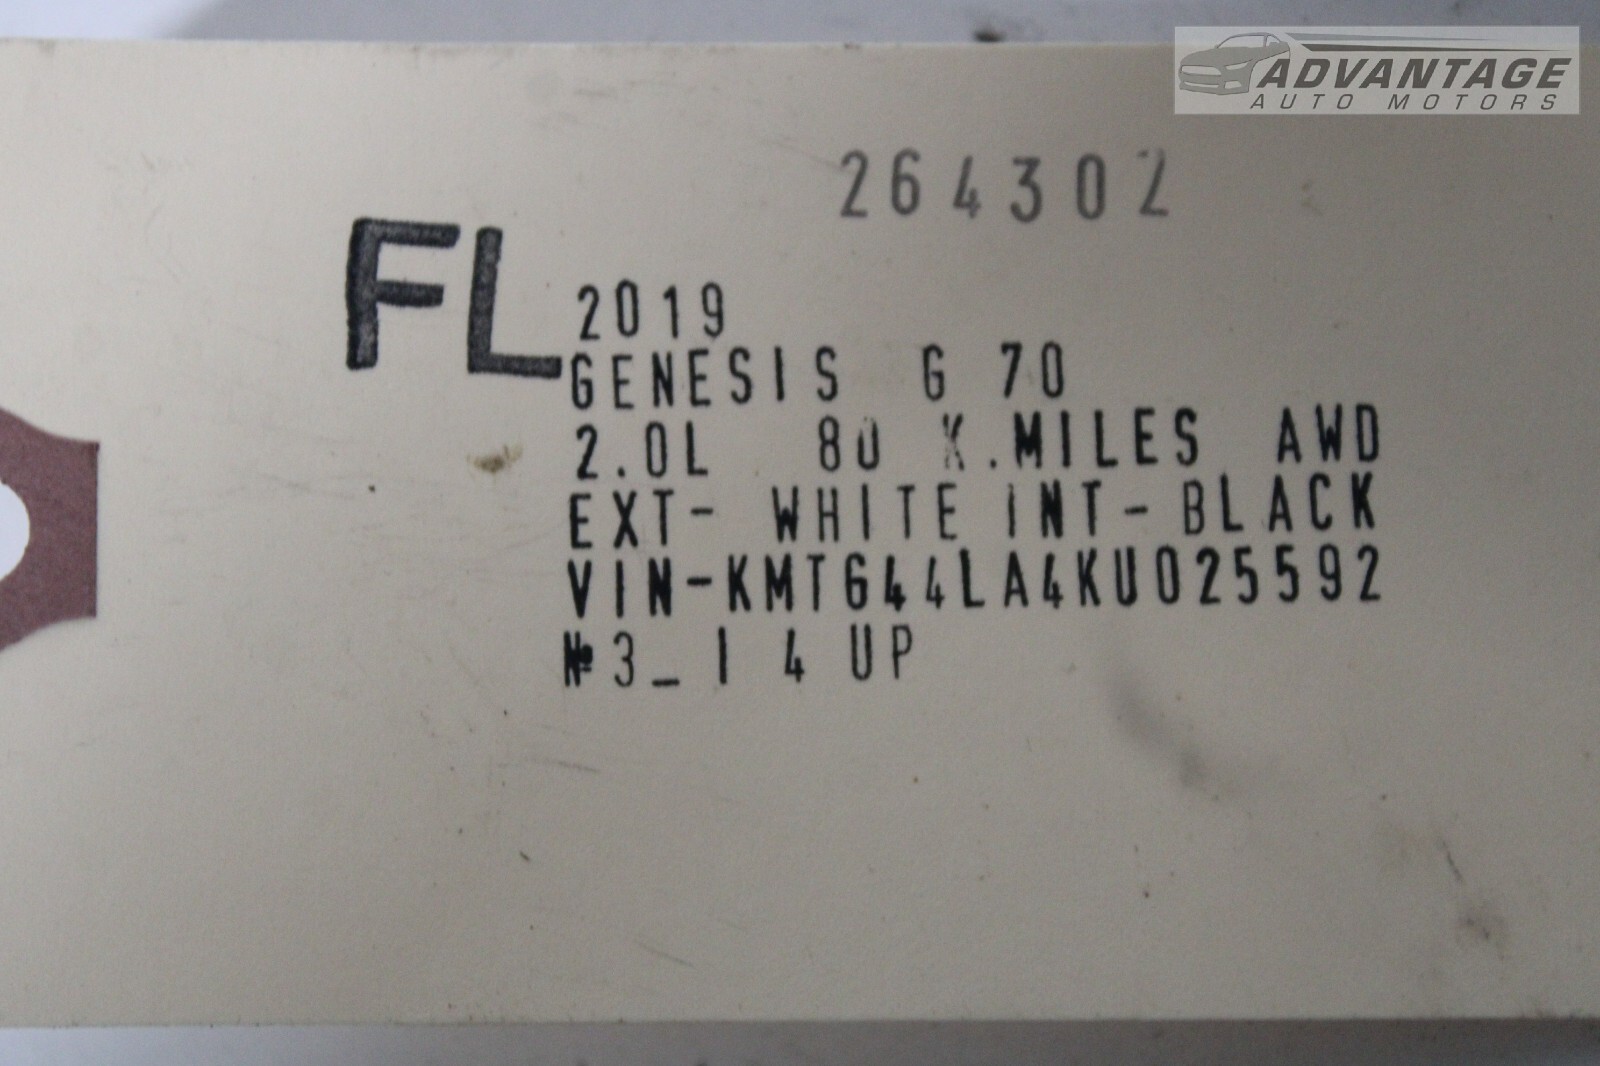 ADVANTAGE
AUTO MOTORS
264302
FL
2019
GENESIS G 70
2.0L 80 K.MILES AWD
EXT- WHITE INT-BLACK
VIN-KMTG44LA4KU025592
№3_I 4 UP